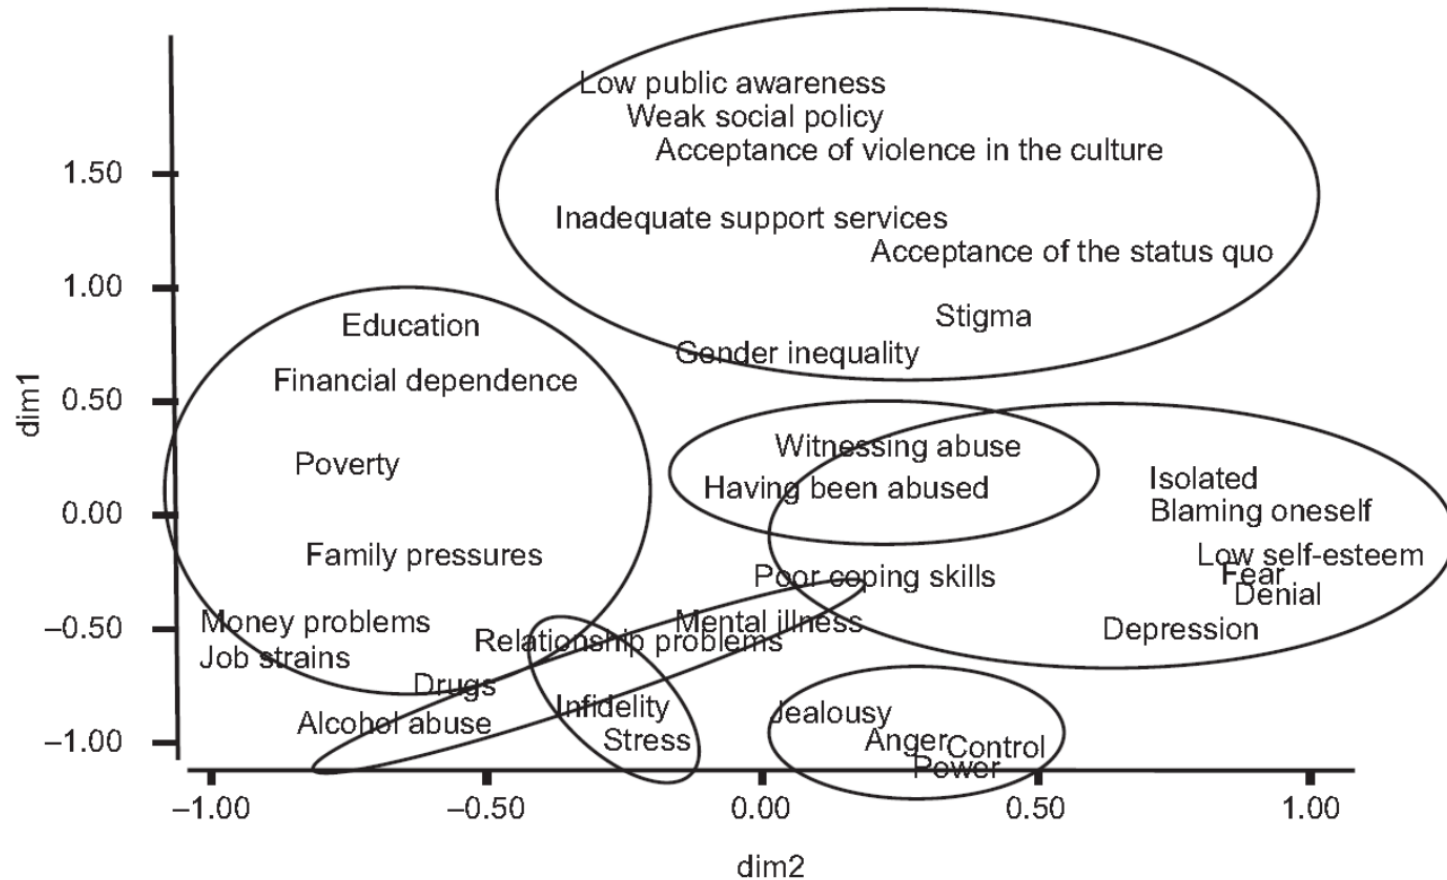 Low public awareness
Weak social policy
Acceptance of violence in the culture
1.50
Inadequate support services
Acceptance of the status quo
1.00
Stigma
Education
Gender inequality
Financial dependence
0.50
dim1
Witnessing abuse
Poverty
Isolated
Having been abused
0.00
Blaming oneself
Family pressures
Low self-esteem
Poor coping skills
Fear
Denial
Money problems
Mental illness
–0.50
Depression
Relationship problems
Job strains
Drugs
Infidelity
Jealousy
Alcohol abuse
Stress
Anger
Control
–1.00
Power
–1.00 –0.50 0.00 0.50 1.00
dim2